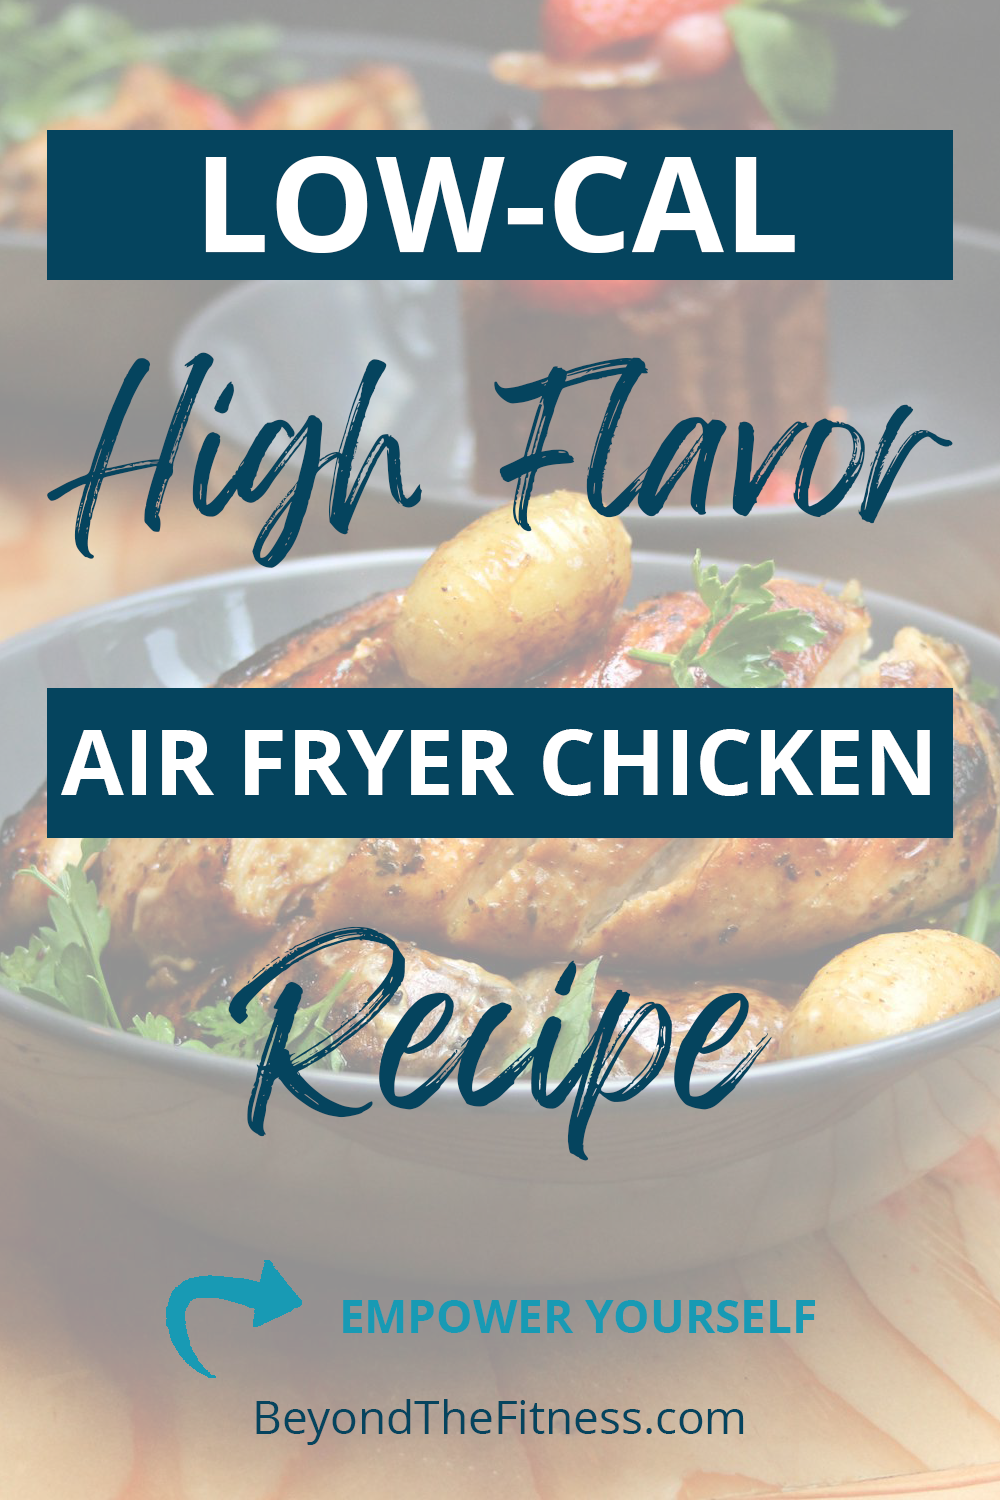 LOW-CAL
High Flavor
AIR FRYER CHICKEN
Recipe
EMPOWER YOURSELF
BeyondTheFitness.com